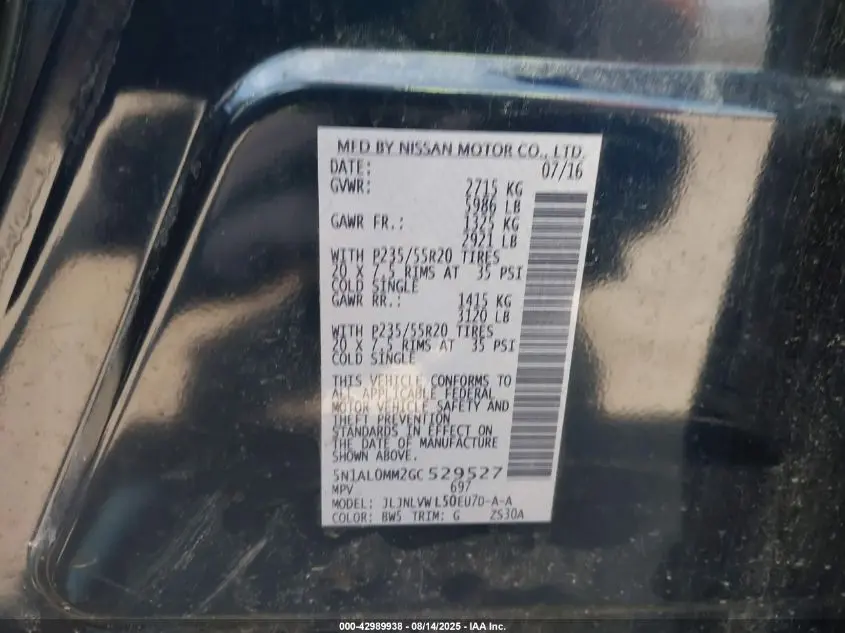 MFD BY NISSAN MOTOR CO., LTD.
DATE: 07/16
GVWR: 2715 KG
5986 LB
GAWR FR.: 1325 KG
2921 LB
WITH P235/55R20 TIRES
20 X 7.5 RIMS AT 35 PSI
COLD SINGLE
GAWR RR.: 1415 KG
3120 LB
WITH P235/55R20 TIRES
20 X 7.5 RIMS AT 35 PSI
COLD SINGLE
THIS VEHICLE CONFORMS TO
ALL APPLICABLE FEDERAL
MOTOR VEHICLE SAFETY AND
THEFT PREVENTION
STANDARDS IN EFFECT ON
THE DATE OF MANUFACTURE
SHOWN ABOVE.
5N1AL0MM2GC529527
MPV 697
MODEL: JLJNLVWL50EU7D-A-A
COLOR: BW5 TRIM: G ZS30A
000-42989938 - 08/14/2025 - IAA Inc.